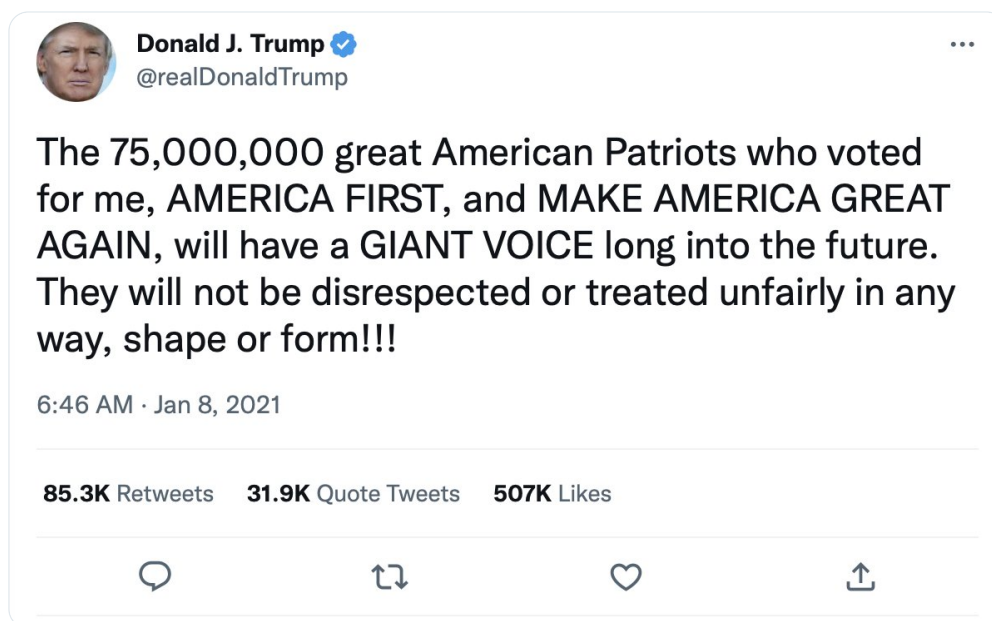 Donald J. Trump
@realDonaldTrump
The 75,000,000 great American Patriots who voted
for me, AMERICA FIRST, and MAKE AMERICA GREAT
AGAIN, will have a GIANT VOICE long into the future.
They will not be disrespected or treated unfairly in any
way, shape or form!!!
6:46 AM · Jan 8, 2021
85.3K Retweets 31.9K Quote Tweets 507K Likes